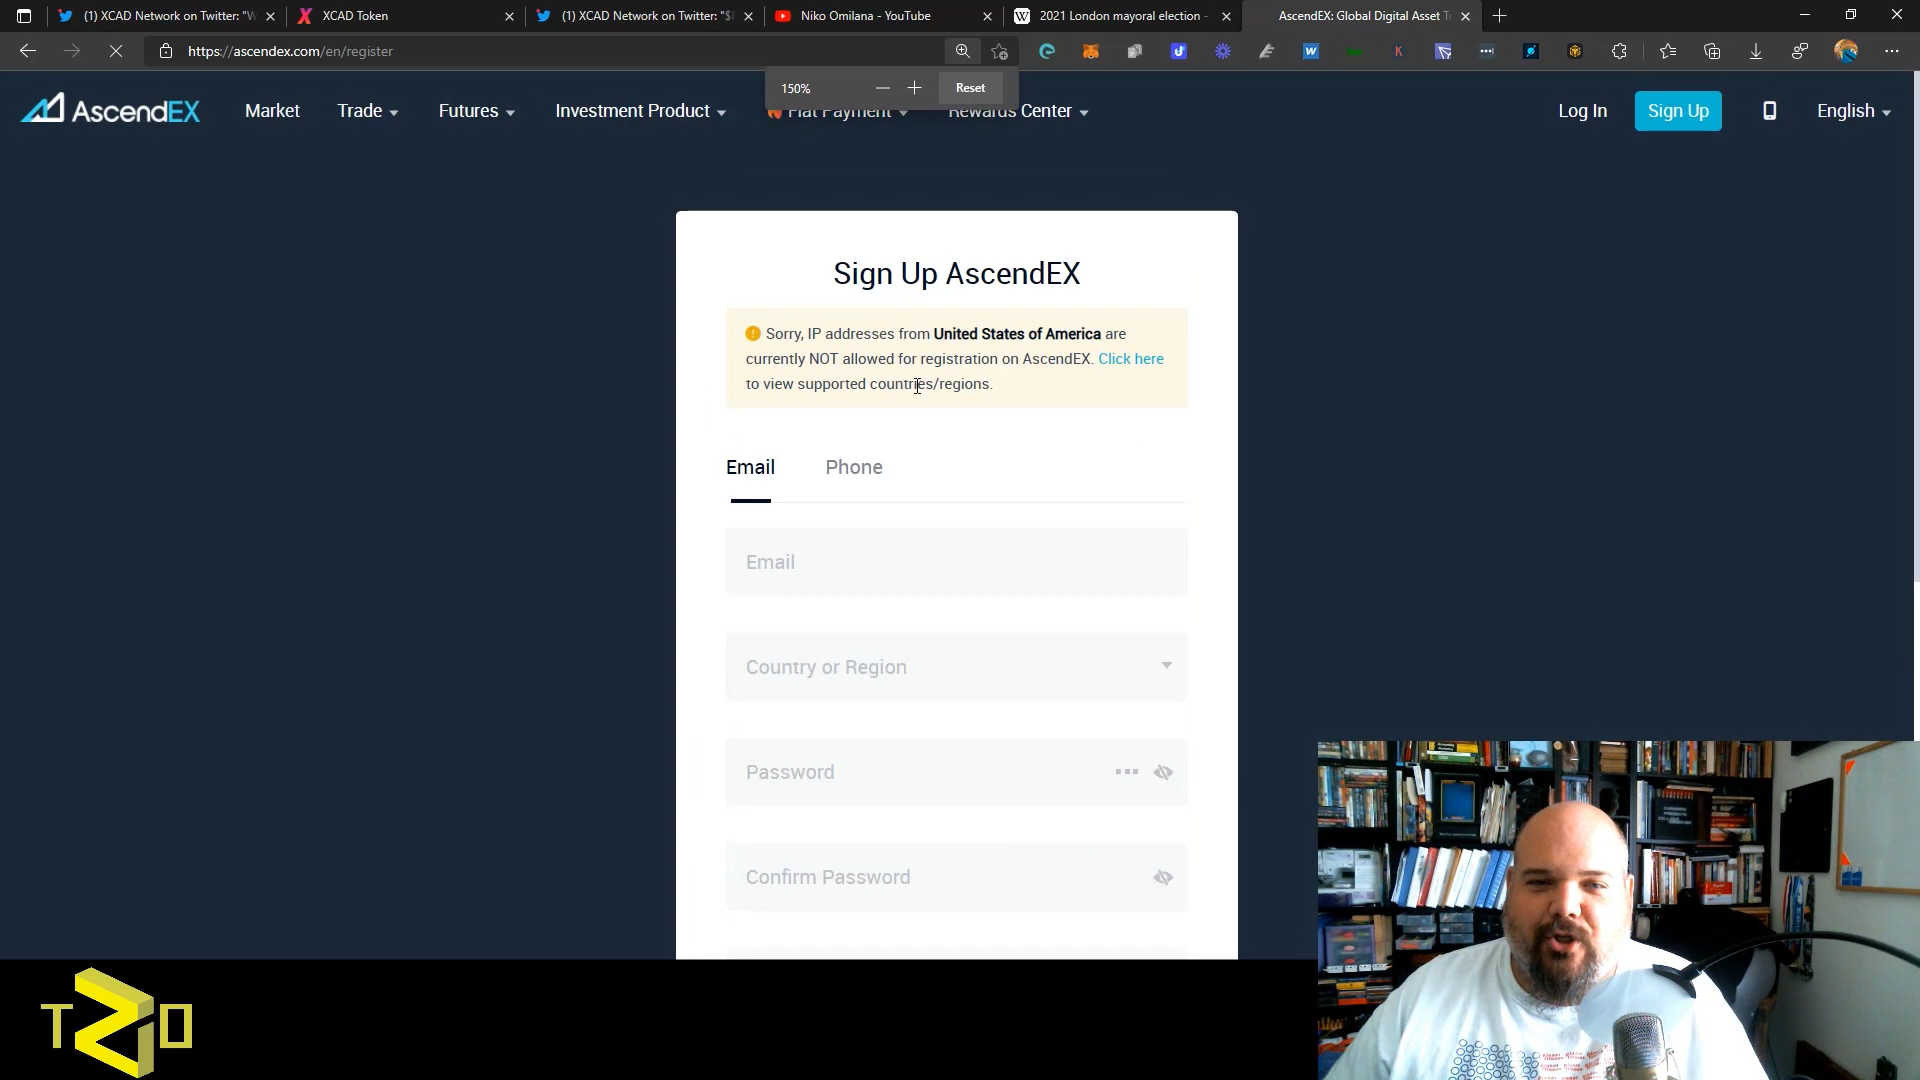 (1) XCAD Network on Twitter: "W
XCAD Token
(1) XCAD Network on Twitter: "$
Niko Omilana - YouTube
2021 London mayoral election -
AscendEX: Global Digital Asset T
https://ascendex.com/en/register
150%
Reset
AscendEX
Market
Trade
Futures
Investment Product
Fiat Payment
Rewards Center
Log In
Sign Up
English
Sign Up AscendEX
Sorry, IP addresses from United States of America are
currently NOT allowed for registration on AscendEX. Click here
to view supported countries/regions.
Email
Phone
Email
Country or Region
Password
Confirm Password